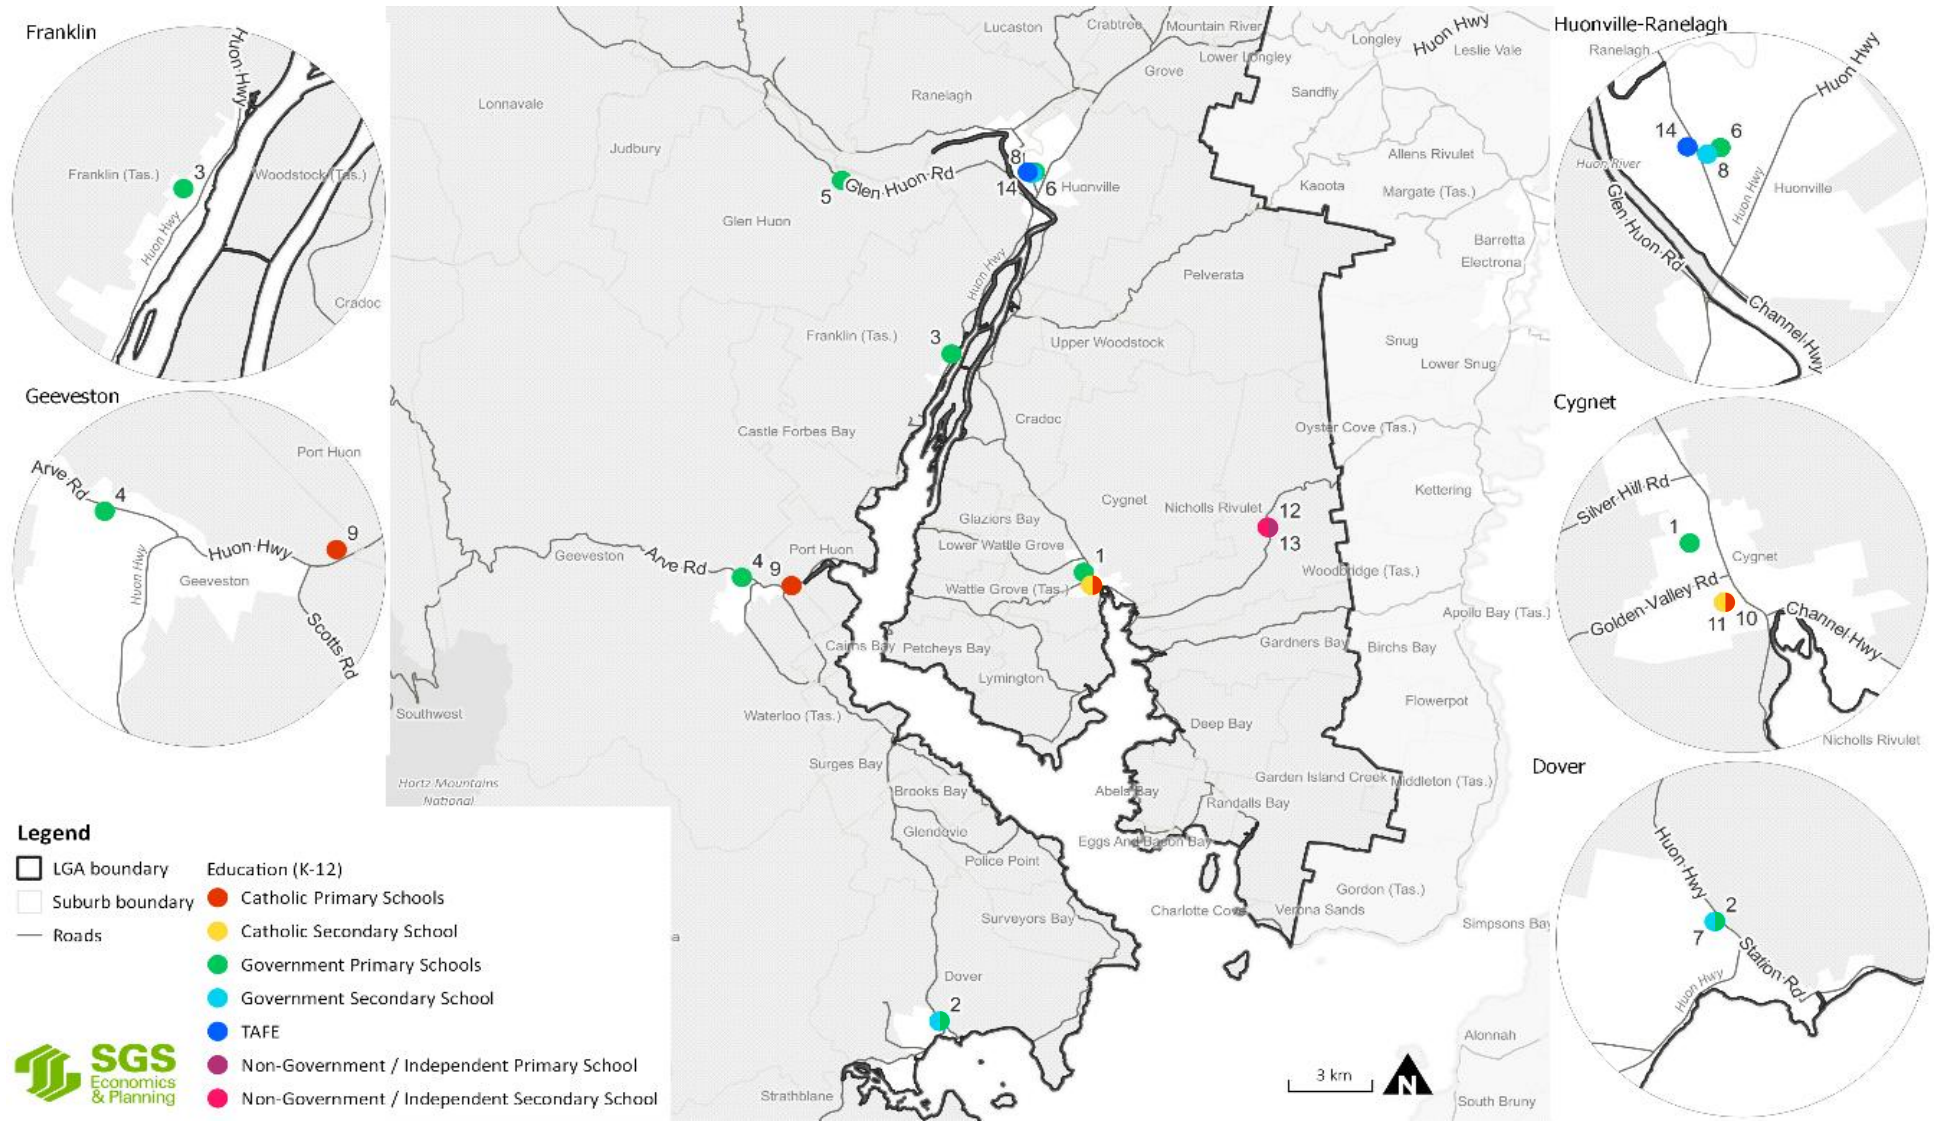 Franklin
Huon Hwy
Franklin (Tas.)
3
Woodstock (Tas.)
Huon Hwy
Cradoc
Geeveston
Port Huon
Arve Rd
4
9
Huon Hwy
Huon Hwy
Geeveston
Scotts Rd
Lucaston
Crabtree
Mountain River
Huon Hwy
Longley
Leslie Vale
Lower Longley
Grove
Lonnavale
Ranelagh
Sandfly
Judbury
Allens Rivulet
8
Glen Huon Rd
5
14
6
Huonville
Kaoota
Margate (Tas.)
Glen Huon
Barretta
Electrona
Huon Hwy
Pelverata
Franklin (Tas.)
3
Upper Woodstock
Snug
Lower Snug
Castle Forbes Bay
Cradoc
Oyster Cove (Tas.)
Cygnet
Nicholls Rivulet
12
13
Kettering
Glaziers Bay
Lower Wattle Grove
Geeveston
Arve Rd
4
9
Port Huon
1
Wattle Grove (Tas.)
Woodbridge (Tas.)
Apollo Bay (Tas.)
Cairns Bay
Petcheys Bay
Gardners Bay
Birchs Bay
Lymington
Southwest
Waterloo (Tas.)
Deep Bay
Flowerpot
Surges Bay
Hartz Mountains
National
Brooks Bay
Abels Bay
Garden Island Creek
Middleton (Tas.)
Randalls Bay
Glendevie
Eggs And Bacon Bay
Police Point
Gordon (Tas.)
Surveyors Bay
Charlotte Cove
Verona Sands
Simpsons Bay
a
Dover
2
Alonnah
Strathblane
3 km
N
South Bruny
Huonville-Ranelagh
Ranelagh
Huon Hwy
14
6
8
Huon River
Huon Hwy
Huonville
Glen Huon Rd
Channel Hwy
Cygnet
Silver Hill Rd
1
Cygnet
Golden Valley Rd
11
10
Channel Hwy
Nicholls Rivulet
Dover
Huon Hwy
2
7
Station Rd
Huon Hwy
Legend
LGA boundary
Suburb boundary
Roads
Education (K-12)
Catholic Primary Schools
Catholic Secondary School
Government Primary Schools
Government Secondary School
TAFE
Non-Government / Independent Primary School
Non-Government / Independent Secondary School
SGS
Economics
& Planning